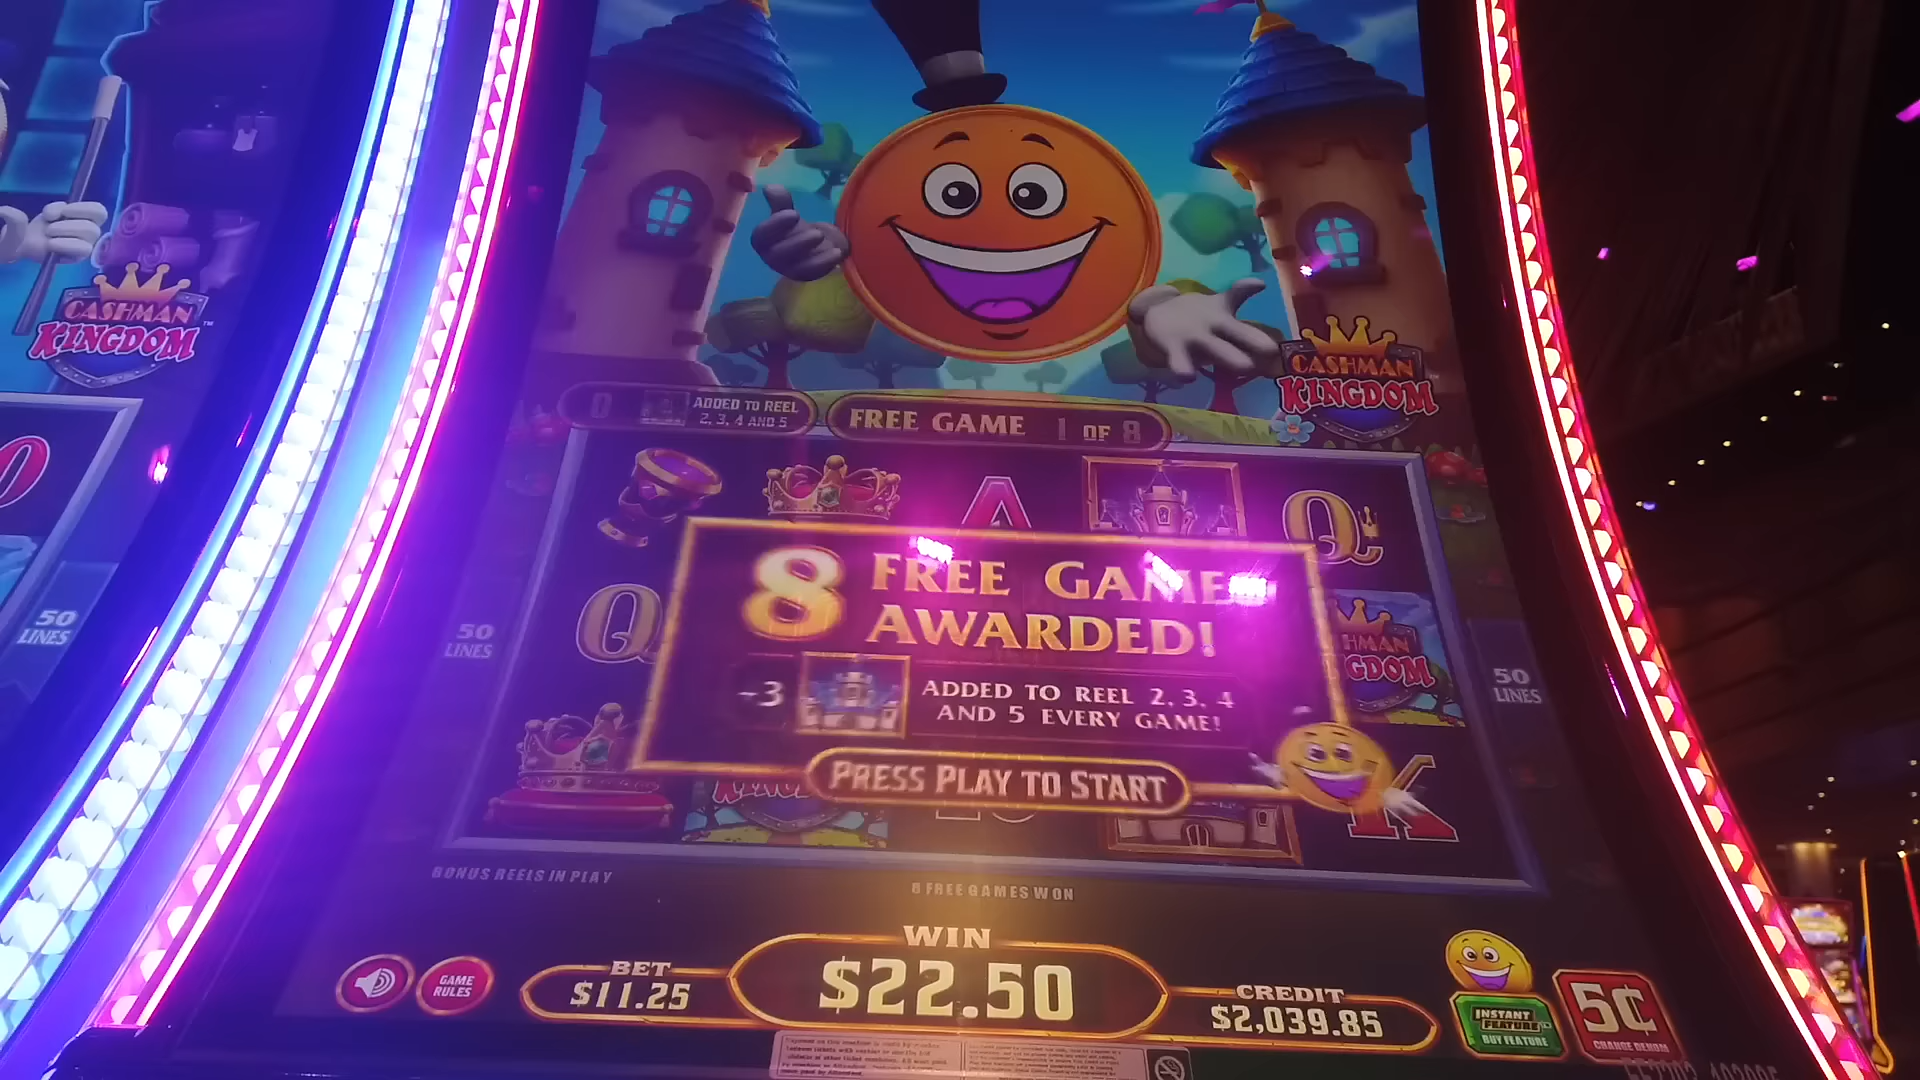 CASHMAN
KINGDOM
™
50
LINES
0
ADDED TO REEL
2, 3, 4 AND 5
FREE GAME 1 OF 8
CASHMAN
KINGDOM
A
Q
Q
K
8 FREE GAMES
AWARDED!
ADDED TO REEL 2, 3, 4
AND 5 EVERY GAME!
PRESS PLAY TO START
50
LINES
50
LINES
BONUS REELS IN PLAY
8 FREE GAMES WON
GAME
RULES
BET
$11.25
WIN
$22.50
CREDIT
$2,039.85
INSTANT
FEATURE
BUY FEATURE
5¢
CHANGE DENOM